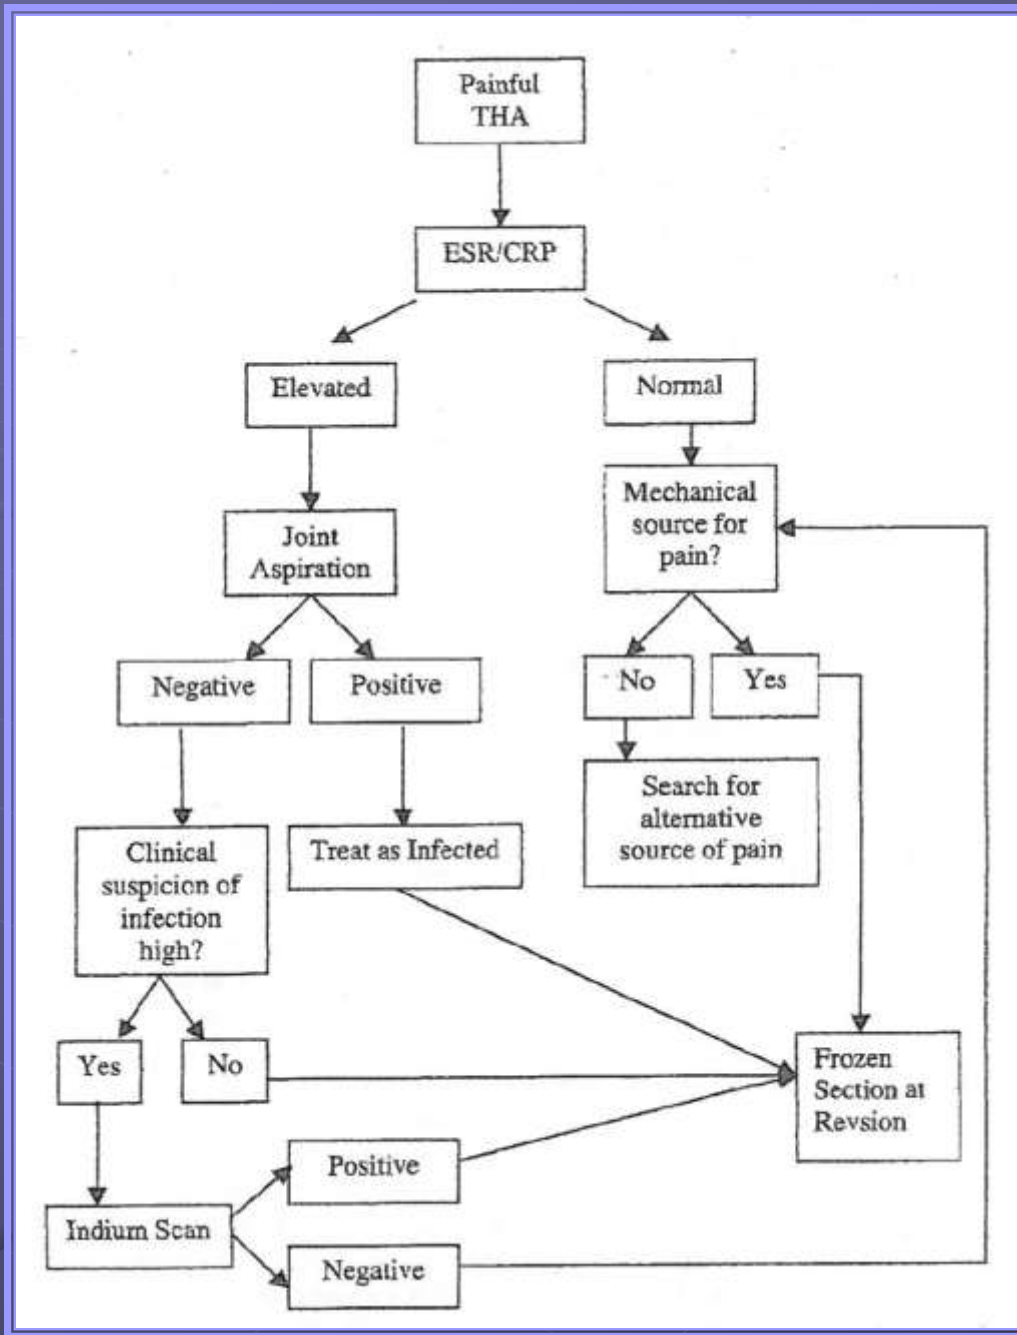 Painful
THA
ESR/CRP
Elevated
Normal
Joint
Aspiration
Mechanical
source for
pain?
Negative
Positive
No
Yes
Search for
alternative
source of pain
Clinical
suspicion of
infection
high?
Treat as Infected
Yes
No
Frozen
Section at
Revsion
Positive
Indium Scan
Negative